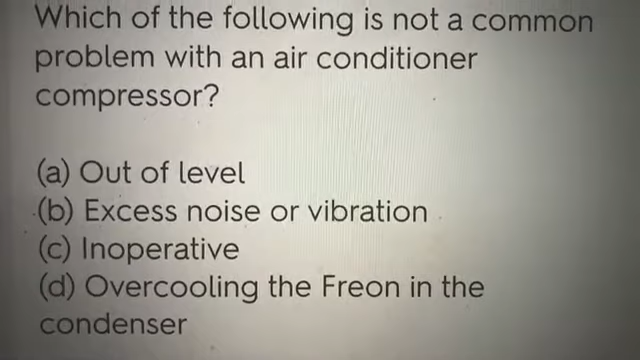 Which of the following is not a common
problem with an air conditioner
compressor?
(a) Out of level
(b) Excess noise or vibration
(c) Inoperative
(d) Overcooling the Freon in the
condenser